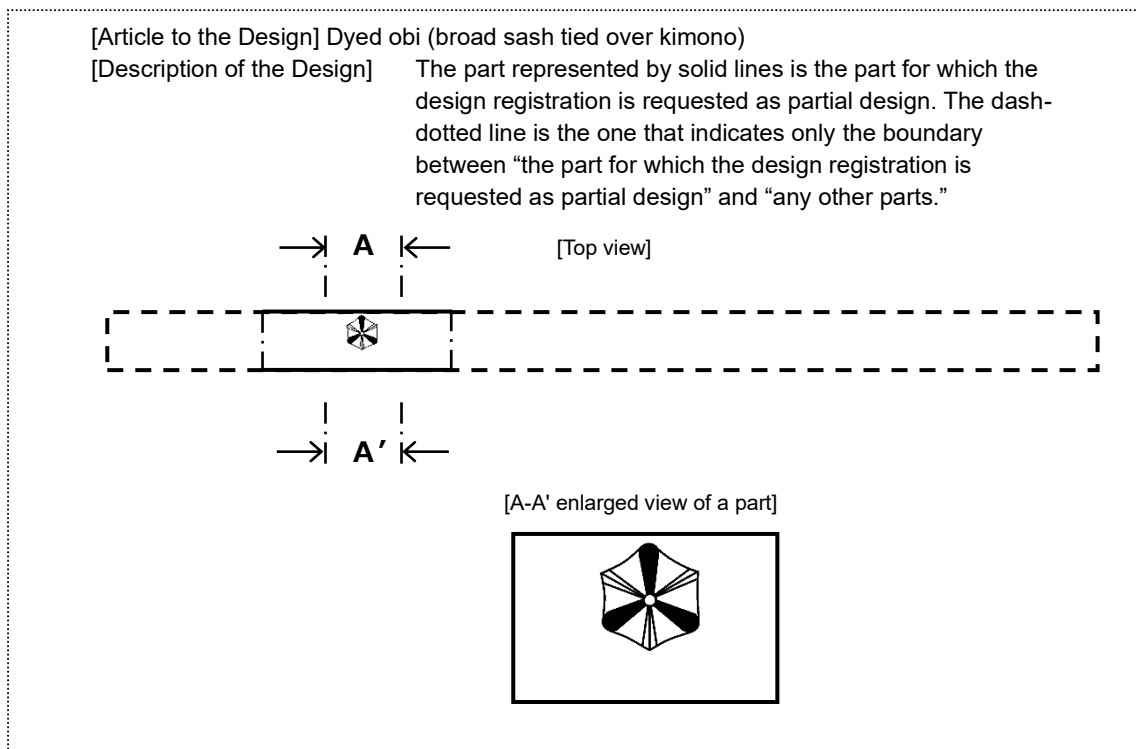 [Article to the Design] Dyed obi (broad sash tied over kimono)
[Description of the Design] The part represented by solid lines is the part for which the
design registration is requested as partial design. The dash-
dotted line is the one that indicates only the boundary
between “the part for which the design registration is
requested as partial design” and “any other parts.”
A [Top view]
A′
[A-A' enlarged view of a part]